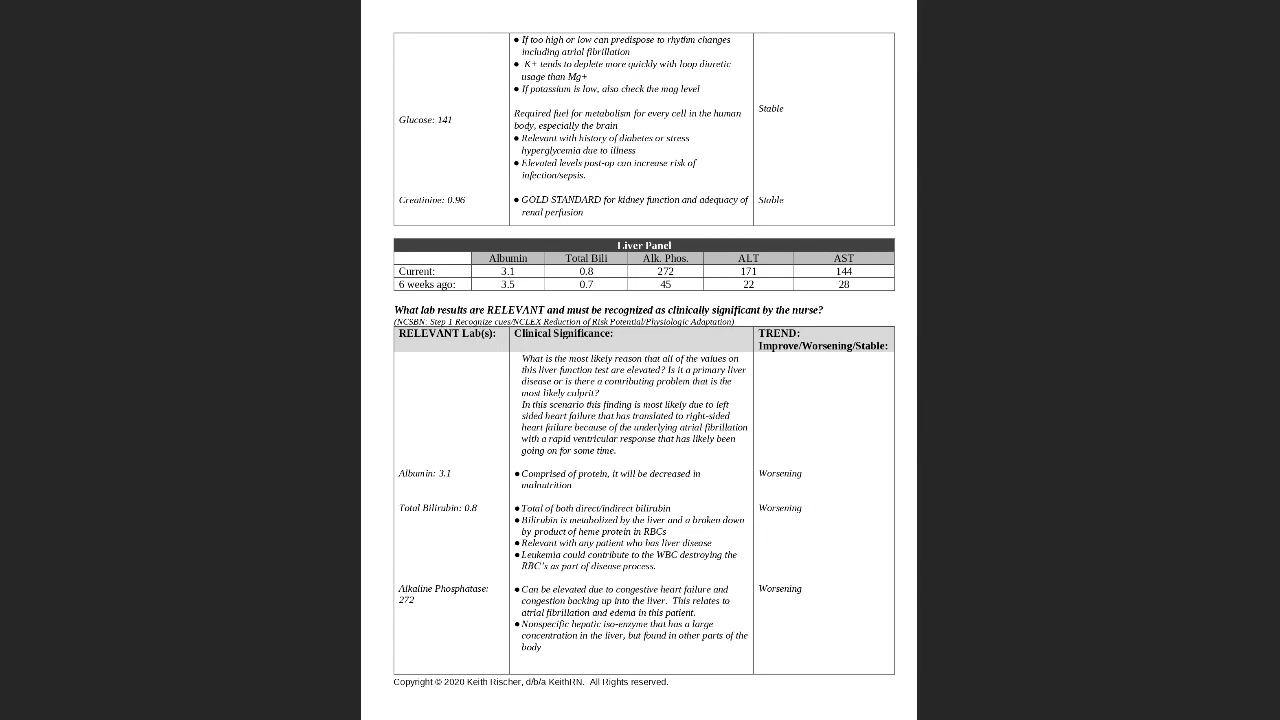 ● If too high or low can predispose to rhythm changes
including atrial fibrillation
● K+ tends to deplete more quickly with loop diuretic
usage than Mg+
● If potassium is low, also check the mag level
Glucose: 141
Required fuel for metabolism for every cell in the human
body, especially the brain
● Relevant with history of diabetes or stress
hyperglycemia due to illness
● Elevated levels post-op can increase risk of
infection/sepsis.
Stable
Creatinine: 0.96
● GOLD STANDARD for kidney function and adequacy of
renal perfusion
Stable
Liver Panel
Albumin Total Bili Alk. Phos. ALT AST
Current: 3.1 0.8 272 171 144
6 weeks ago: 3.5 0.7 45 22 28
What lab results are RELEVANT and must be recognized as clinically significant by the nurse?
(NCSBN: Step 1 Recognize cues/NCLEX Reduction of Risk Potential/Physiologic Adaptation)
RELEVANT Lab(s): Clinical Significance: TREND:
Improve/Worsening/Stable:
What is the most likely reason that all of the values on
this liver function test are elevated? Is it a primary liver
disease or is there a contributing problem that is the
most likely culprit?
In this scenario this finding is most likely due to left
sided heart failure that has translated to right-sided
heart failure because of the underlying atrial fibrillation
with a rapid ventricular response that has likely been
going on for some time.
Albumin: 3.1
● Comprised of protein, it will be decreased in
malnutrition
Worsening
Total Bilirubin: 0.8
● Total of both direct/indirect bilirubin
● Bilirubin is metabolized by the liver and a broken down
by product of heme protein in RBCs
● Relevant with any patient who has liver disease
● Leukemia could contribute to the WBC destroying the
RBC's as part of disease process.
Worsening
Alkaline Phosphatase:
272
● Can be elevated due to congestive heart failure and
congestion backing up into the liver. This relates to
atrial fibrillation and edema in this patient.
● Nonspecific hepatic iso-enzyme that has a large
concentration in the liver, but found in other parts of the
body
Worsening
Copyright © 2020 Keith Rischer, d/b/a KeithRN. All Rights reserved.